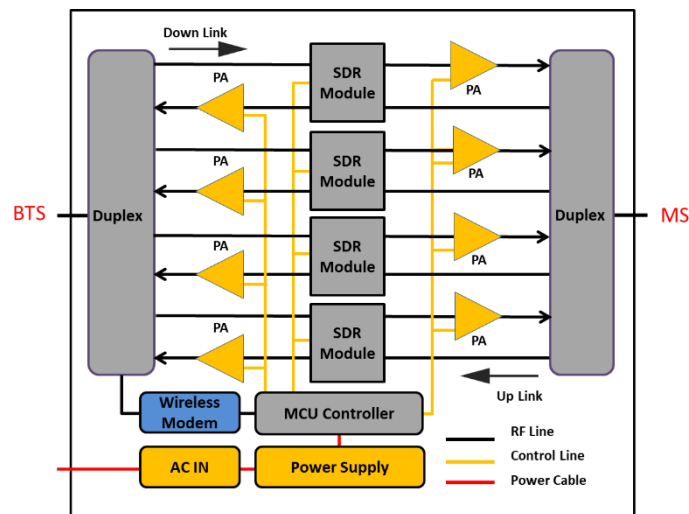 Down Link
PA
SDR
Module
PA
PA
SDR
Module
PA
BTS
Duplex
Duplex
MS
PA
SDR
Module
PA
PA
SDR
Module
PA
Wireless
Modem
MCU Controller
Up Link
AC IN
Power Supply
RF Line
Control Line
Power Cable